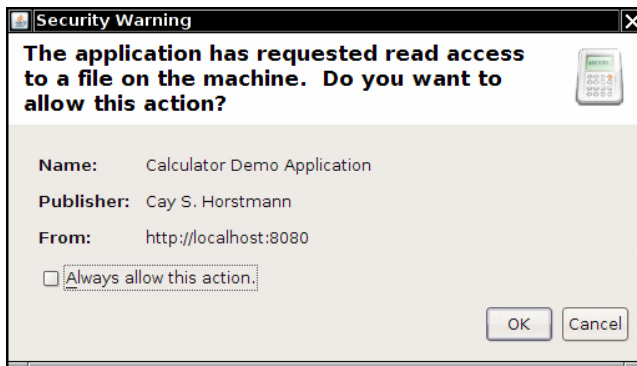 Security Warning
The application has requested read access
to a file on the machine. Do you want to
allow this action?
Name: Calculator Demo Application
Publisher: Cay S. Horstmann
From: http://localhost:8080
Always allow this action.
OK Cancel